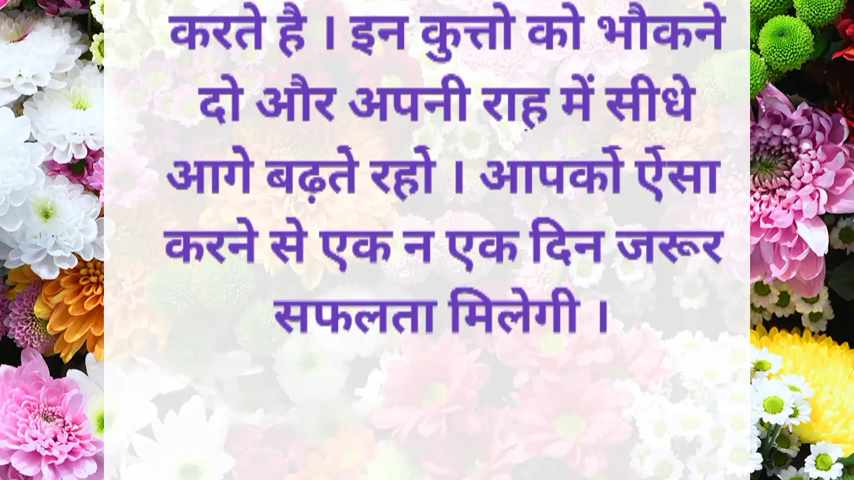 करते है । इन कुत्तो को भौकने
दो और अपनी राह में सीधे
आगे बढ़ते रहो । आपको ऐसा
करने से एक न एक दिन जरूर
सफलता मिलेगी ।